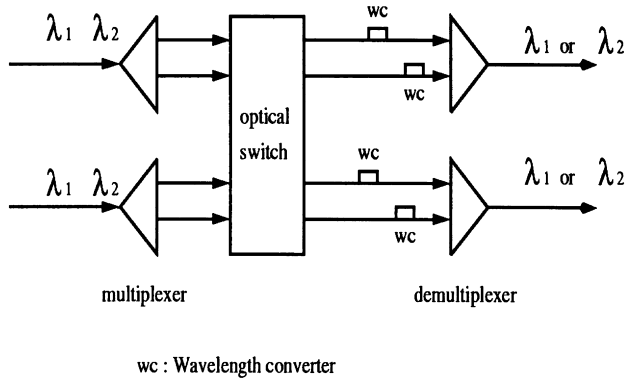 wc
λ1 λ2
λ1 or λ2
wc
optical
switch
wc
λ1 λ2
λ1 or λ2
wc
multiplexer
demultiplexer
wc : Wavelength converter